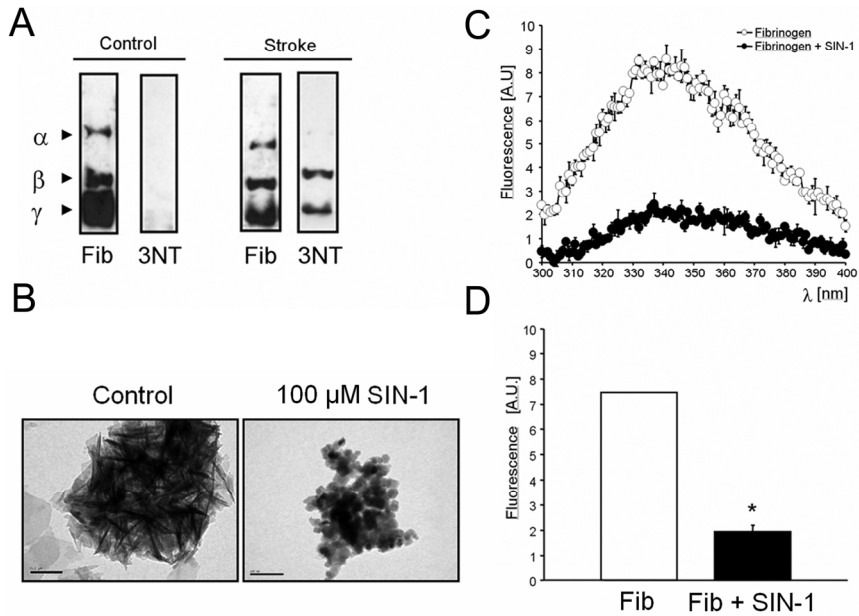 A
Control
Stroke
α
β
γ
Fib
3NT
Fib
3NT
B
Control
100 µM SIN-1
C
Fibrinogen
Fibrinogen + SIN-1
Fluorescence [A.U]
10
9
8
7
6
5
4
3
2
1
0
300 310 320 330 340 350 360 370 380 390 400
λ [nm]
D
Fluorescence [A.U.]
10
9
8
7
6
5
4
3
2
1
0
*
Fib
Fib + SIN-1